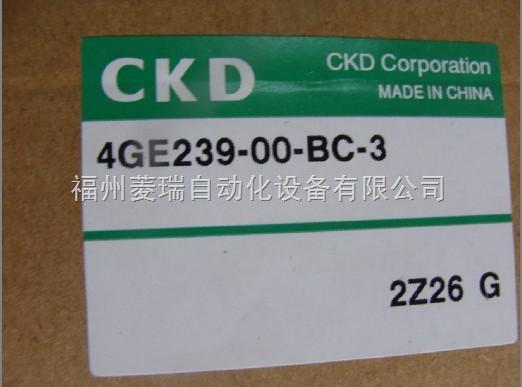 CKD
CKD Corporation
MADE IN CHINA
4GE239-00-BC-3
福州菱瑞自动化设备有限公司
2Z26 G